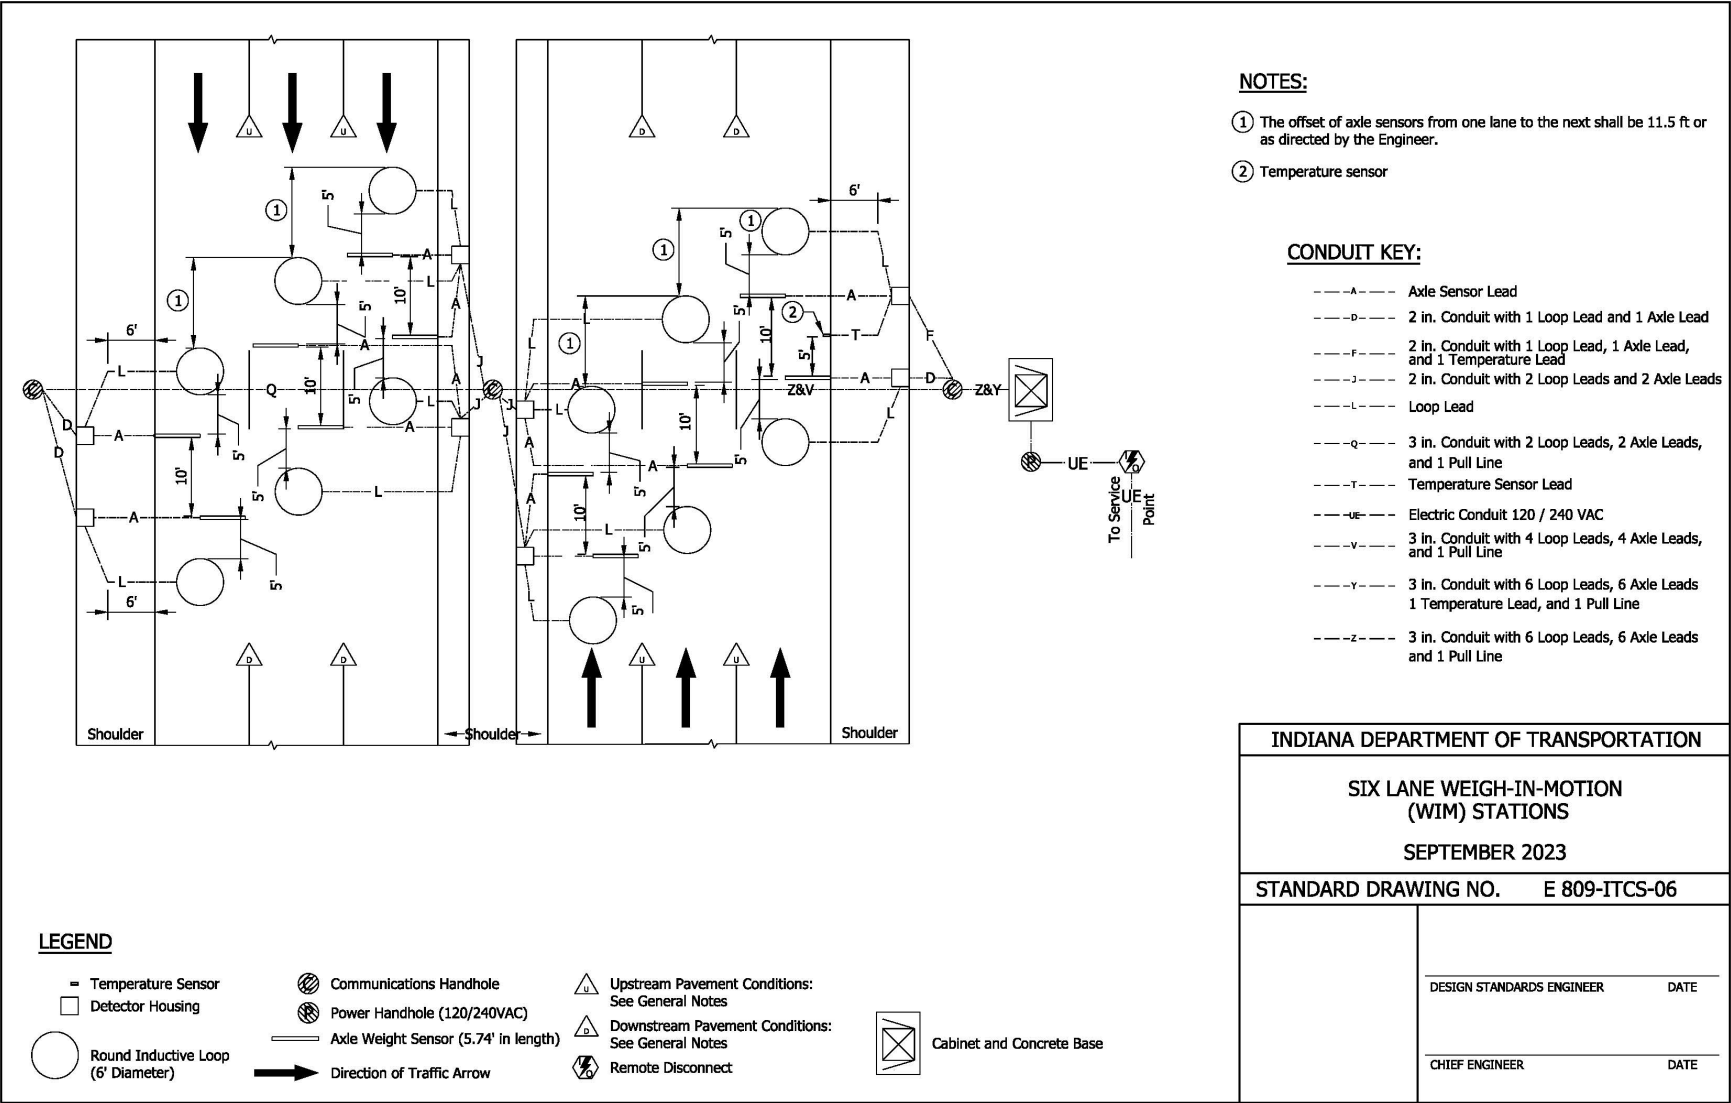 U
U
D
D
NOTES:
1 The offset of axle sensors from one lane to the next shall be 11.5 ft or
as directed by the Engineer.
2 Temperature sensor
CONDUIT KEY:
A Axle Sensor Lead
D 2 in. Conduit with 1 Loop Lead and 1 Axle Lead
F 2 in. Conduit with 1 Loop Lead, 1 Axle Lead,
and 1 Temperature Lead
J 2 in. Conduit with 2 Loop Leads and 2 Axle Leads
L Loop Lead
Q 3 in. Conduit with 2 Loop Leads, 2 Axle Leads,
and 1 Pull Line
T Temperature Sensor Lead
UE Electric Conduit 120 / 240 VAC
V 3 in. Conduit with 4 Loop Leads, 4 Axle Leads,
and 1 Pull Line
Y 3 in. Conduit with 6 Loop Leads, 6 Axle Leads
1 Temperature Lead, and 1 Pull Line
Z 3 in. Conduit with 6 Loop Leads, 6 Axle Leads
and 1 Pull Line
5'
L
1
A
L
10'
A
1
5'
A
6'
L
J
Q
10'
5'
A
C
D
A
5'
L
J
C
A
D
10'
5'
5'
L
A
5'
L
6'
6'
1
5'
1
L
A
L
1
5'
2
10'
T
F
L
5'
A
Z&V
A
D
C
Z&Y
J
L
J
A
10'
L
5'
A
5'
A
10'
5'
L
5'
L
5'
P
UE
To Service
Point
UE
D
D
U
U
Shoulder
Shoulder
Shoulder
INDIANA DEPARTMENT OF TRANSPORTATION
SIX LANE WEIGH-IN-MOTION
(WIM) STATIONS
SEPTEMBER 2023
STANDARD DRAWING NO. E 809-ITCS-06
DESIGN STANDARDS ENGINEER DATE
CHIEF ENGINEER DATE
LEGEND
Temperature Sensor
Detector Housing
Round Inductive Loop
(6' Diameter)
C Communications Handhole
P Power Handhole (120/240VAC)
Axle Weight Sensor (5.74' in length)
Direction of Traffic Arrow
U Upstream Pavement Conditions:
See General Notes
D Downstream Pavement Conditions:
See General Notes
Remote Disconnect
Cabinet and Concrete Base